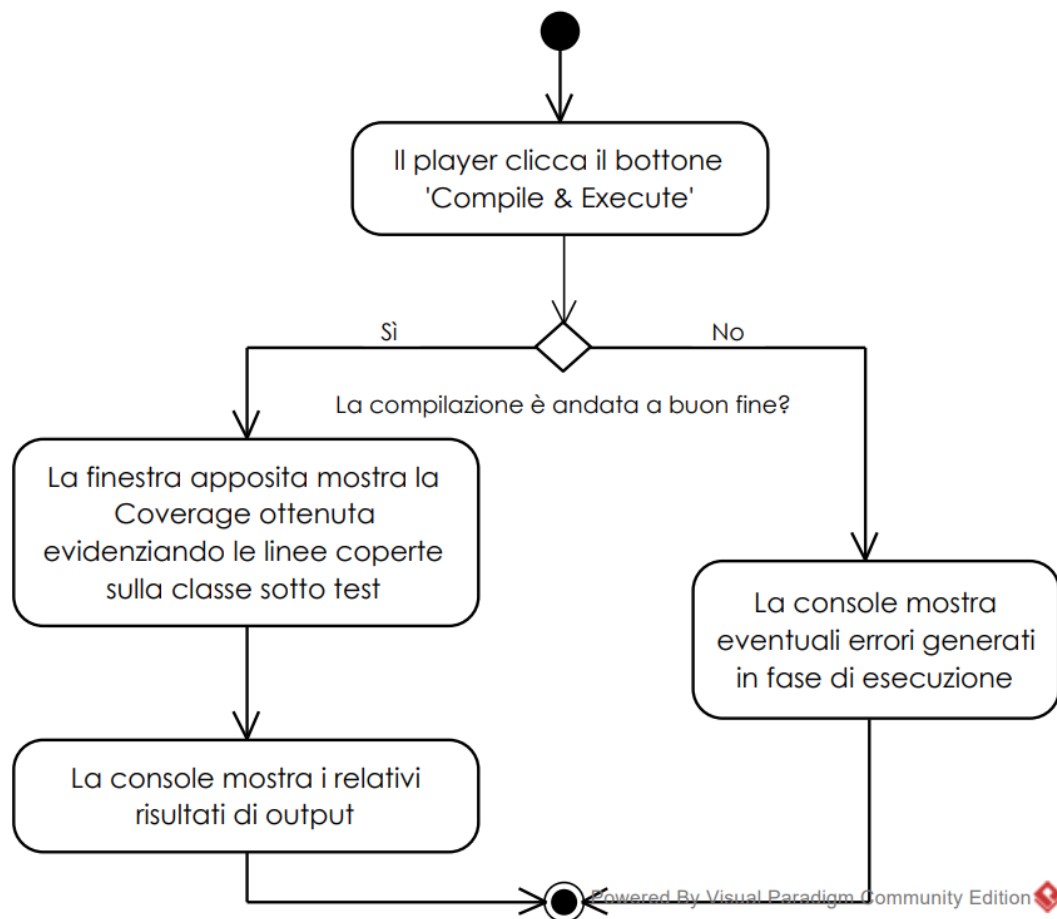 Il player clicca il bottone
'Compile & Execute'
Sì
No
La compilazione è andata a buon fine?
La finestra apposita mostra la
Coverage ottenuta
evidenziando le linee coperte
sulla classe sotto test
La console mostra
eventuali errori generati
in fase di esecuzione
La console mostra i relativi
risultati di output
Powered By Visual Paradigm Community Edition